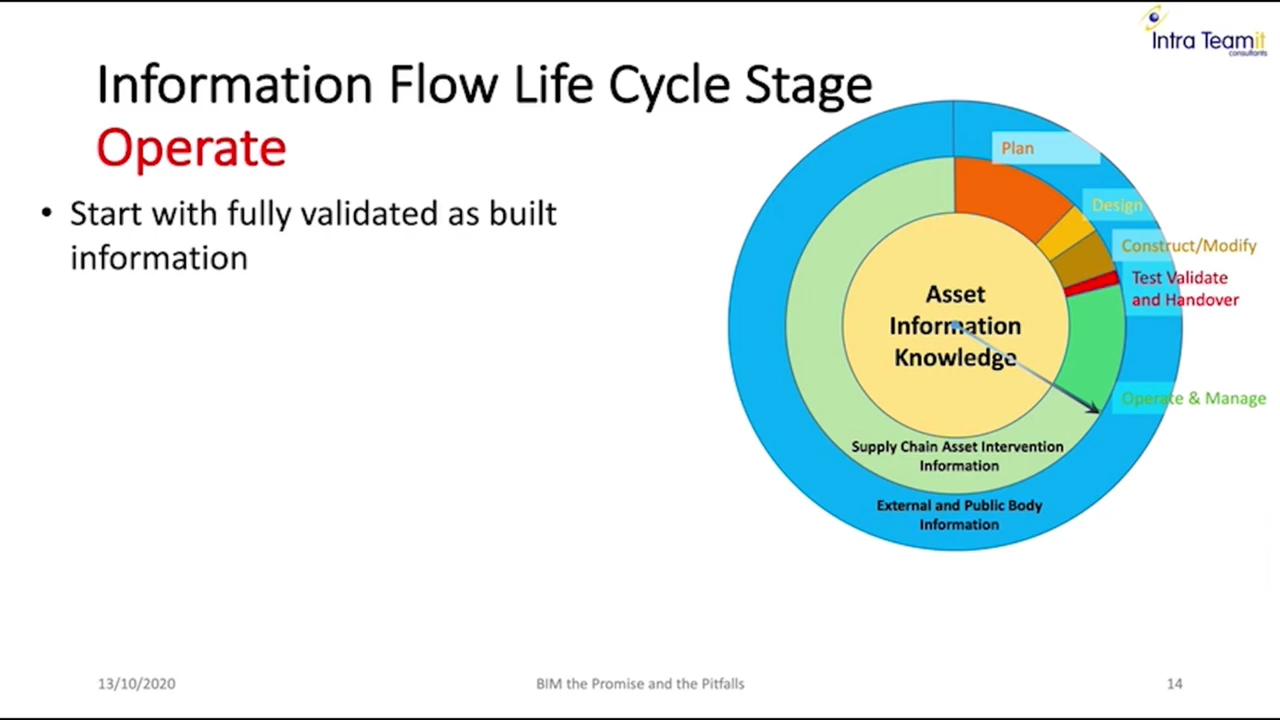 Intra Teamit
consultants
Information Flow Life Cycle Stage
Operate
• Start with fully validated as built
information
Plan
Design
Construct/Modify
Test Validate
and Handover
Operate & Manage
Asset
Information
Knowledge
Supply Chain Asset Intervention
Information
External and Public Body
Information
13/10/2020
BIM the Promise and the Pitfalls
14